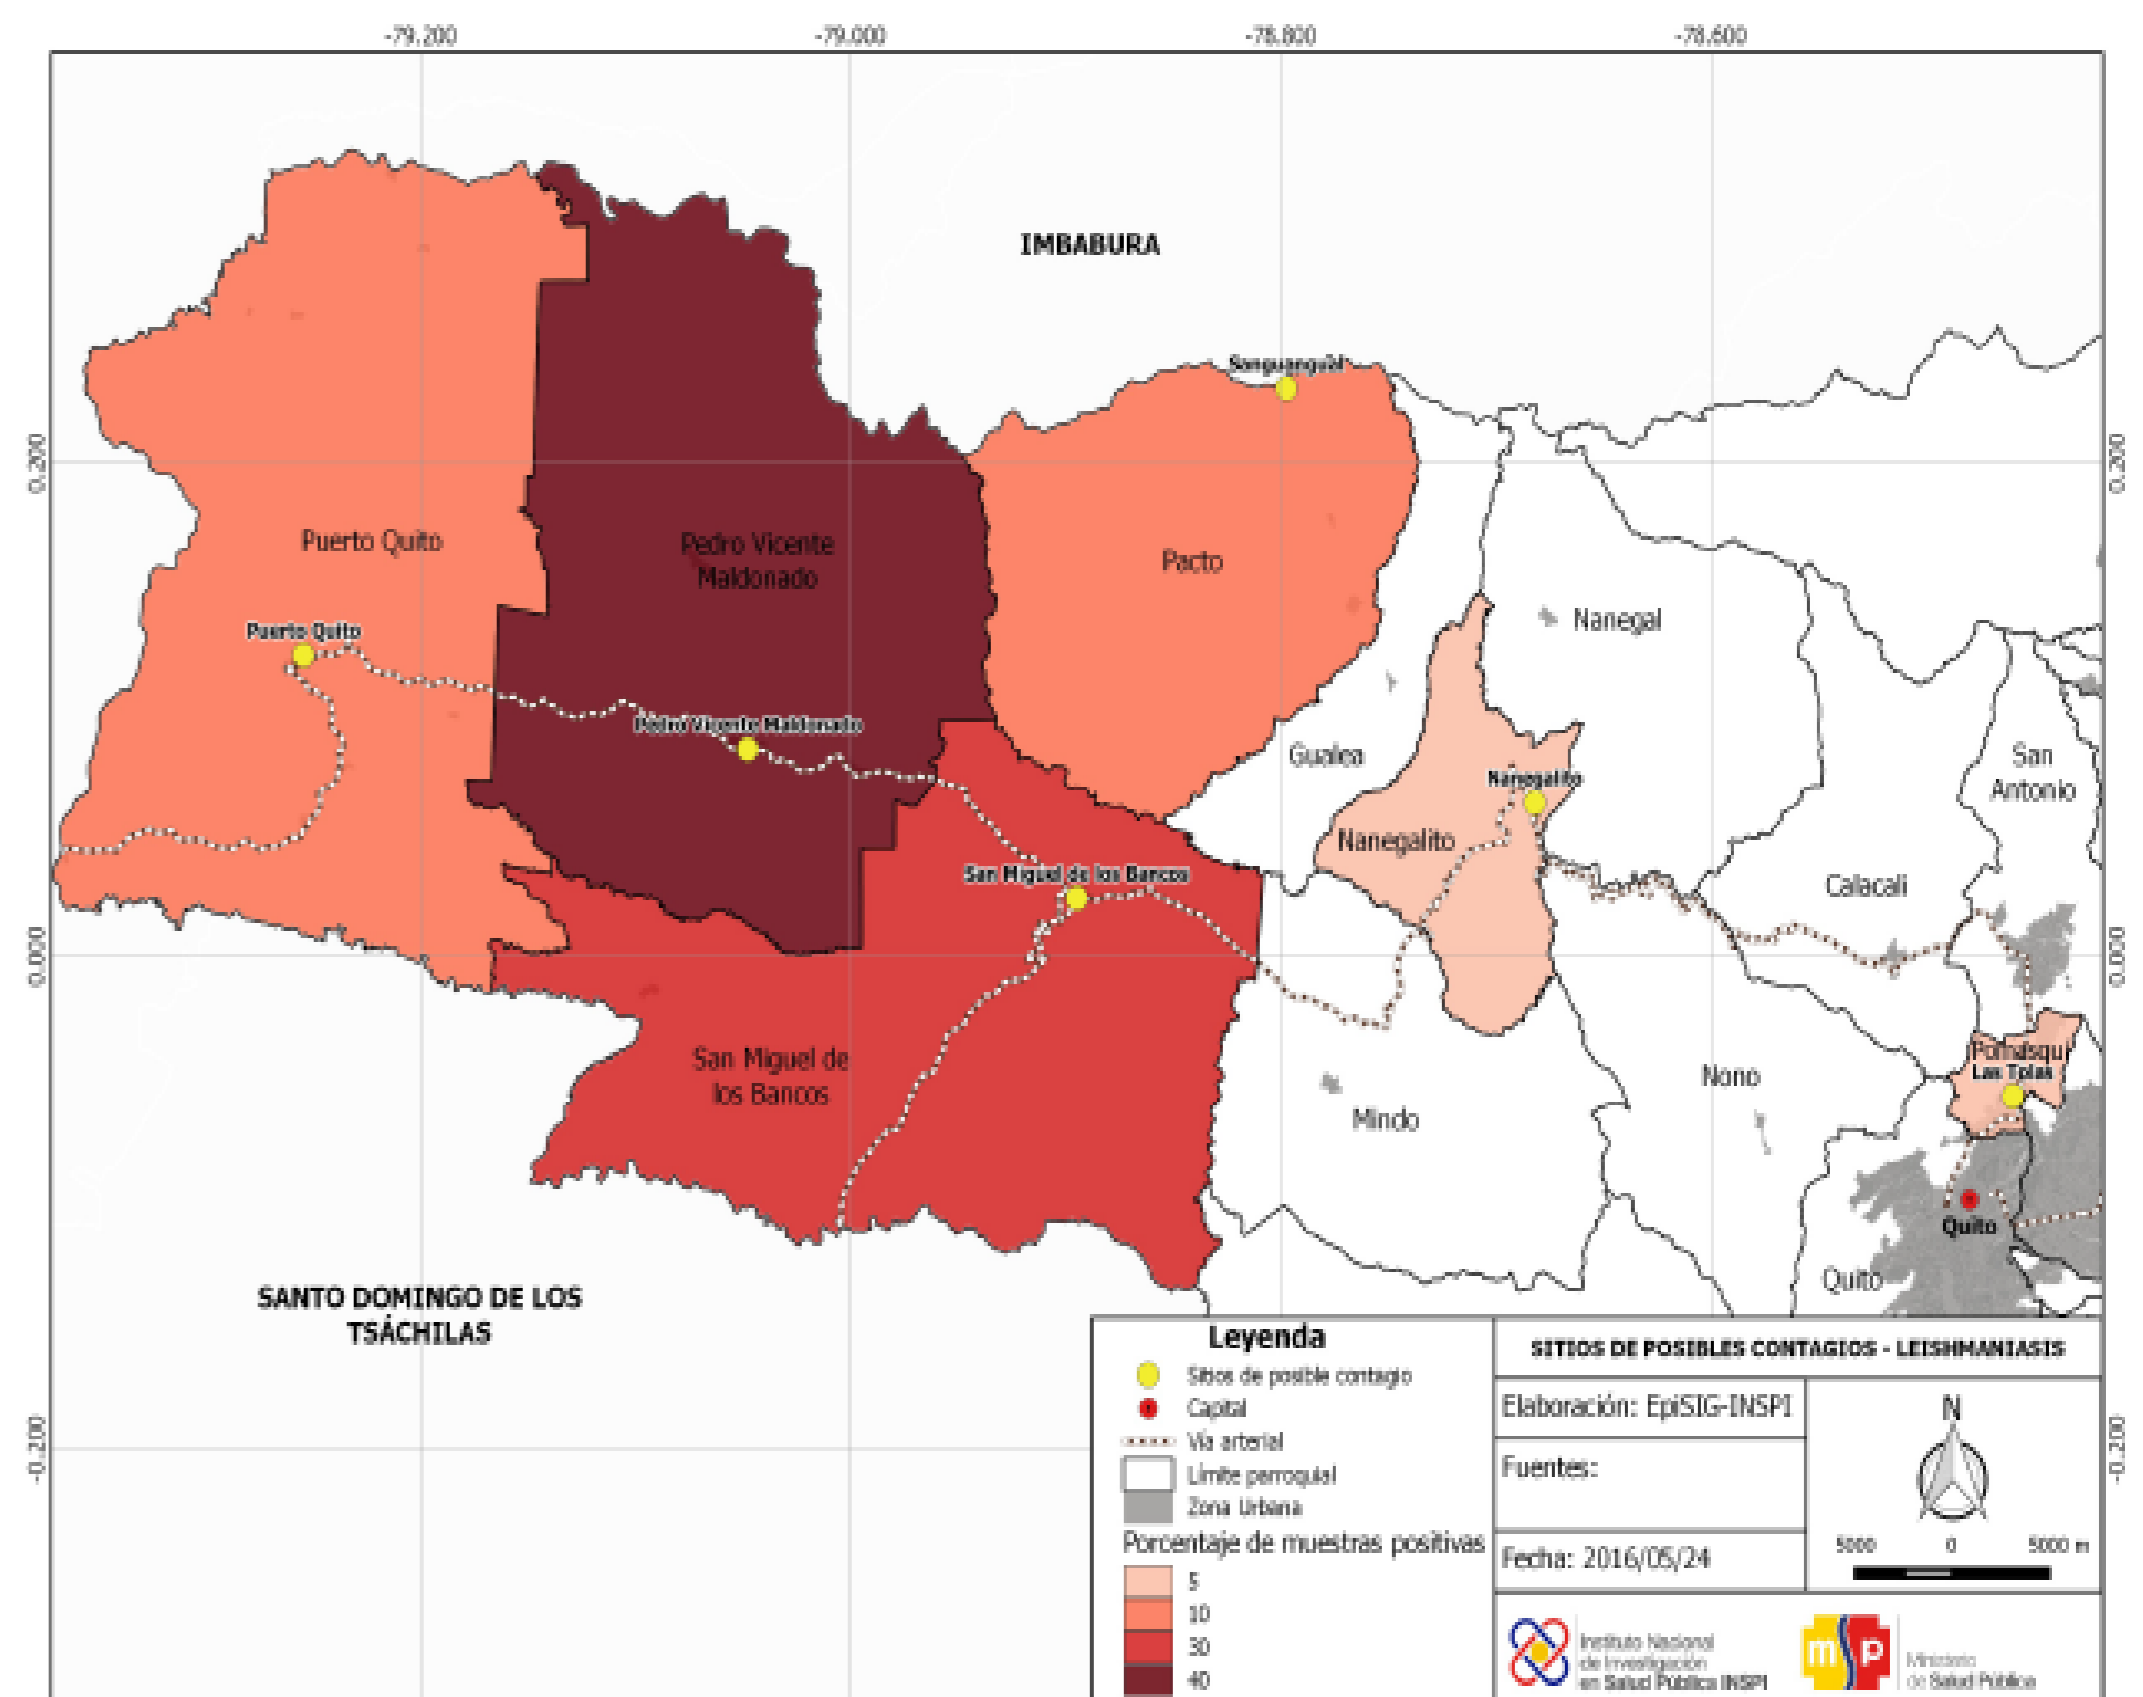 -79.200 -79.000 -78.800 -78.600
IMBABURA
0.200 0.200
Puerto Quito
Pedro Vicente
Maldonado
Pacto
Nanegal
Puerto Quito
Pedro Vicente Maldonado
Gualea
San
Antonio
Nanegalito
Nanegalito
San Miguel de los Bancos
Calacali
0.000 0.000
San Miguel de
los Bancos
Pomasqui
Nono
Mindo
Quito
Quito
SANTO DOMINGO DE LOS
TSÁCHILAS
-0.200 -0.200
Leyenda
Sitios de posible contagio
Capital
Vía arterial
Límite parroquial
Zona Urbana
Porcentaje de muestras positivas
5
10
30
40
SITIOS DE POSIBLES CONTAGIOS - LEISHMANIASIS
Elaboración: EpiSIG-INSPI
Fuentes:
Fecha: 2016/05/24
N
5000 0 5000 m
Instituto Nacional
de Investigación
en Salud Pública INSPI
m p
Ministerio
de Salud Pública